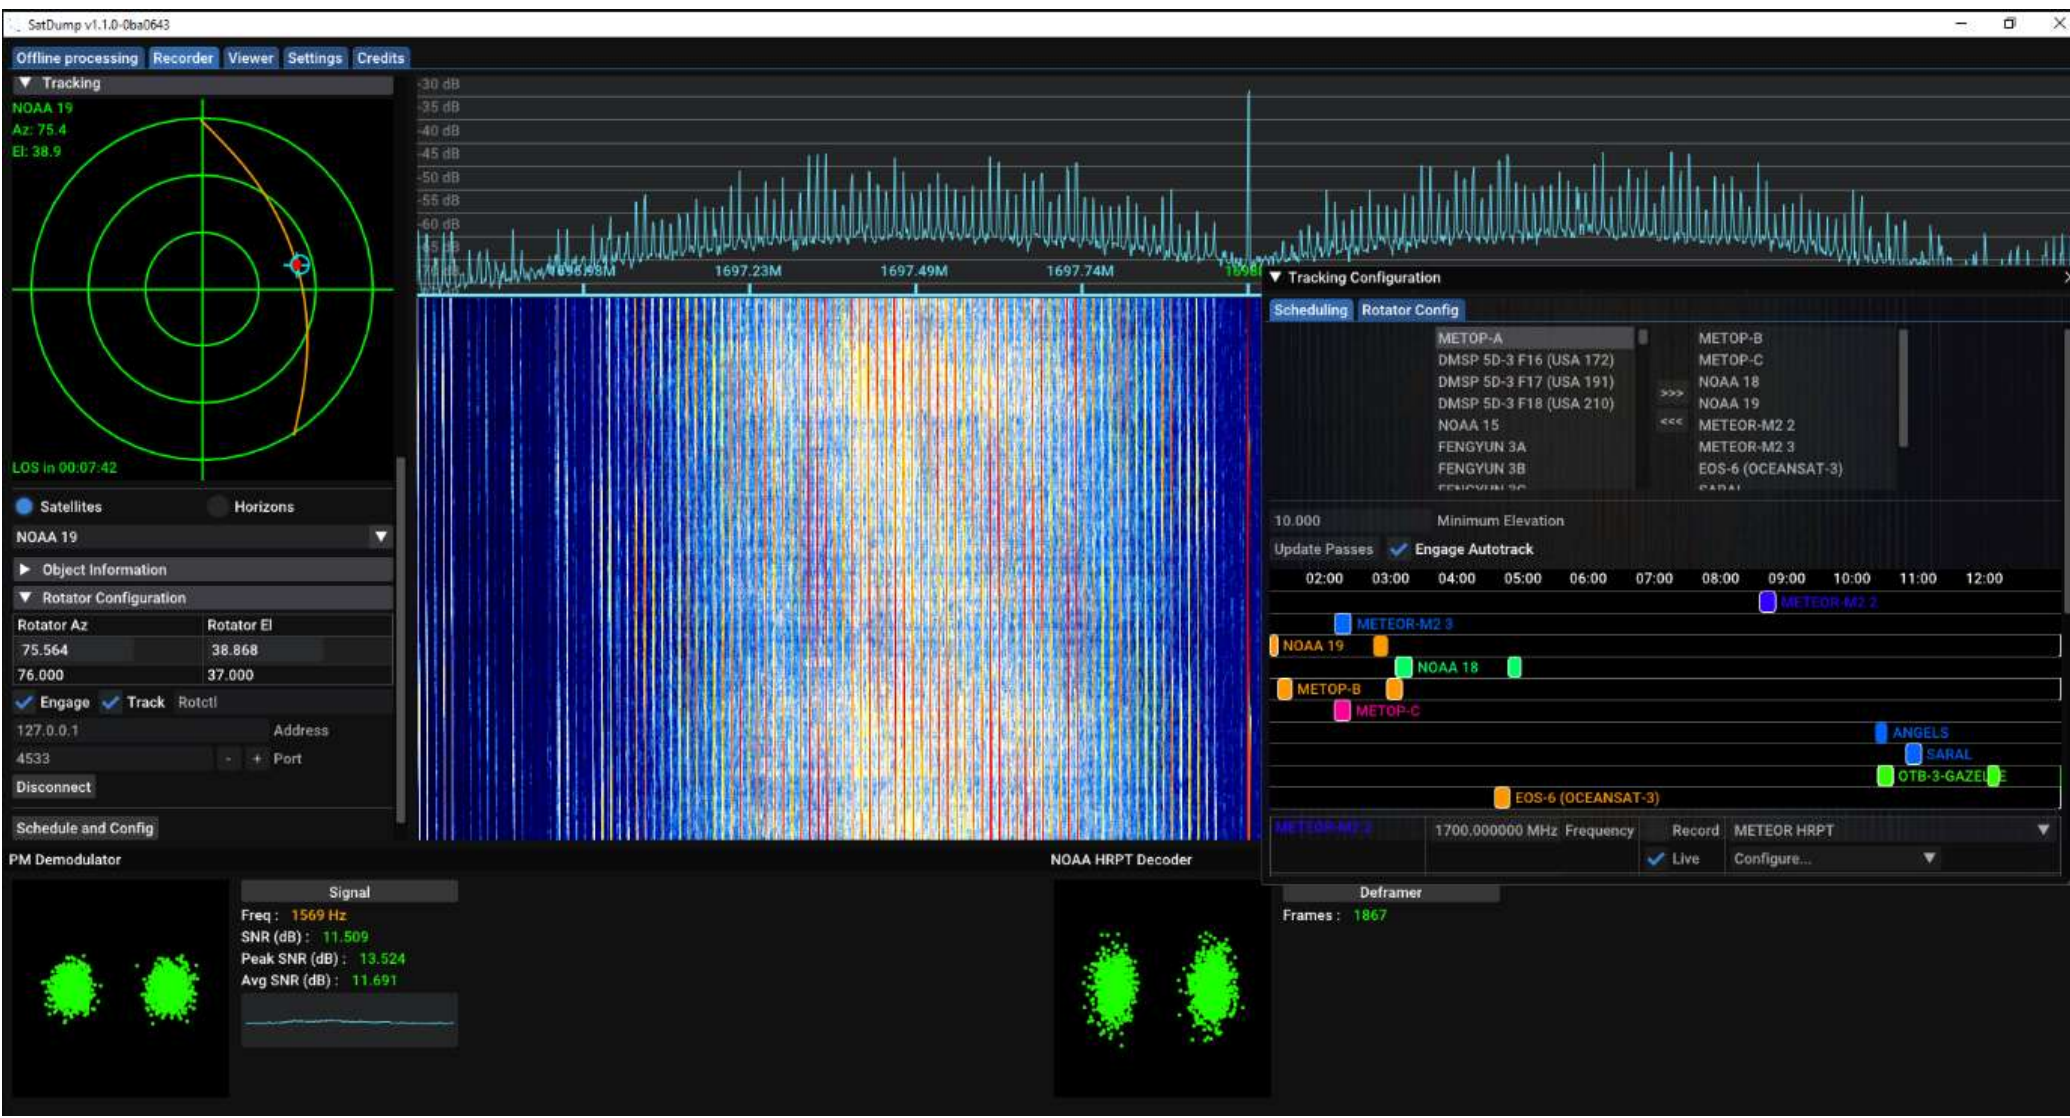 SatDump v1.1.0-0ba0643
Offline processing Recorder Viewer Settings Credits
Tracking
NOAA 19
Az: 75.4
El: 38.9
LOS in 00:07:42
Satellites Horizons
NOAA 19
Object Information
Rotator Configuration
Rotator Az Rotator El
75.564 38.868
76.000 37.000
Engage Track Rotctl
127.0.0.1 Address
4533 - + Port
Disconnect
Schedule and Config
-30 dB
-35 dB
-40 dB
-45 dB
-50 dB
-55 dB
-60 dB
1697.23M 1697.49M 1697.74M
Tracking Configuration
Scheduling Rotator Config
METOP-A
DMSP 5D-3 F16 (USA 172)
DMSP 5D-3 F17 (USA 191)
DMSP 5D-3 F18 (USA 210)
NOAA 15
FENGYUN 3A
FENGYUN 3B
>>>
<<<
METOP-B
METOP-C
NOAA 18
NOAA 19
METEOR-M2 2
METEOR-M2 3
EOS-6 (OCEANSAT-3)
10.000 Minimum Elevation
Update Passes Engage Autotrack
02:00 03:00 04:00 05:00 06:00 07:00 08:00 09:00 10:00 11:00 12:00
METEOR-M2 2
METEOR-M2 3
NOAA 19
NOAA 18
METOP-B
METOP-C
ANGELS
SARAL
OTB-3-GAZELLE
EOS-6 (OCEANSAT-3)
METEOR-M2 2 1700.000000 MHz Frequency Record METEOR HRPT
Live Configure...
PM Demodulator
Signal
Freq : 1569 Hz
SNR (dB) : 11.509
Peak SNR (dB) : 13.524
Avg SNR (dB) : 11.691
NOAA HRPT Decoder
Deframer
Frames : 1867